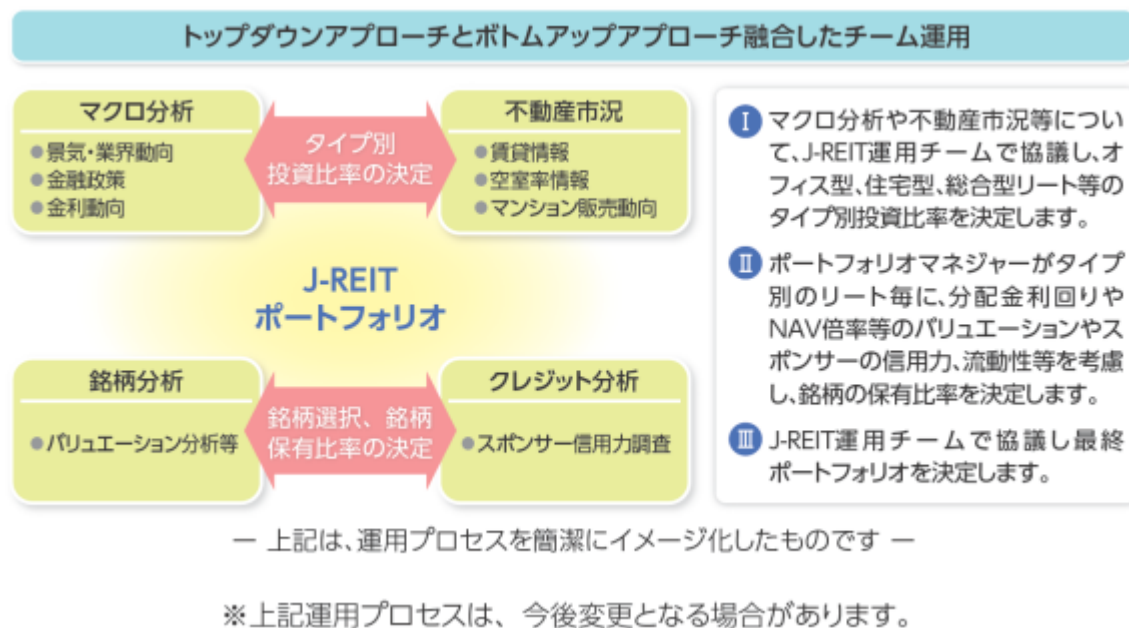 トップダウンアプローチとボトムアップアプローチ融合したチーム運用
マクロ分析
●景気・業界動向
●金融政策
●金利動向
タイプ別
投資比率の決定
不動産市況
●賃貸情報
●空室率情報
●マンション販売動向
J-REIT
ポートフォリオ
銘柄分析
●バリュエーション分析等
銘柄選択、銘柄
保有比率の決定
クレジット分析
●スポンサー信用力調査
Ⅰ マクロ分析や不動産市況等につい
て、J-REIT運用チームで協議し、オ
フィス型、住宅型、総合型リート等の
タイプ別投資比率を決定します。
Ⅱ ポートフォリオマネジャーがタイプ
別のリート毎に、分配金利回りや
NAV倍率等のバリュエーションやス
ポンサーの信用力、流動性等を考慮
し、銘柄の保有比率を決定します。
Ⅲ J-REIT運用チームで協議し最終
ポートフォリオを決定します。
ー 上記は、運用プロセスを簡潔にイメージ化したものです ー
※上記運用プロセスは、今後変更となる場合があります。